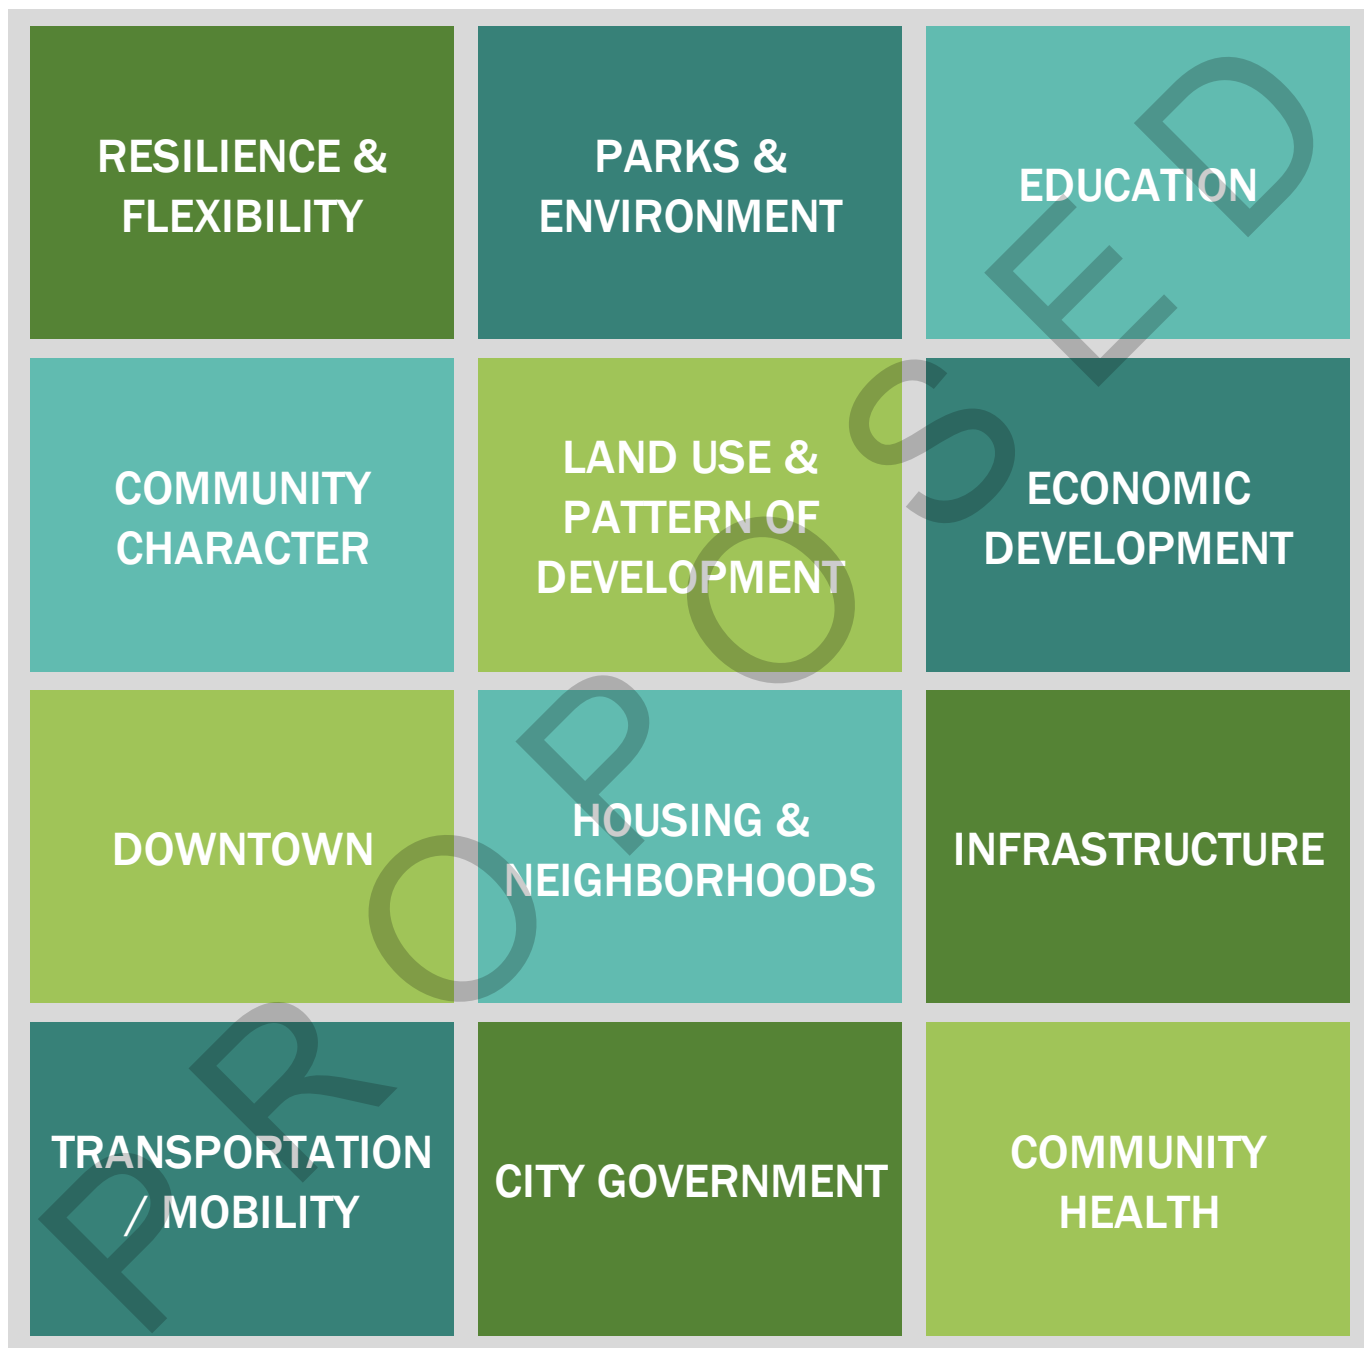 RESILIENCE &
FLEXIBILITY
PARKS &
ENVIRONMENT
EDUCATION
COMMUNITY
CHARACTER
LAND USE &
PATTERN OF
DEVELOPMENT
ECONOMIC
DEVELOPMENT
DOWNTOWN
HOUSING &
NEIGHBORHOODS
INFRASTRUCTURE
TRANSPORTATION
/ MOBILITY
CITY GOVERNMENT
COMMUNITY
HEALTH
PROPOSED